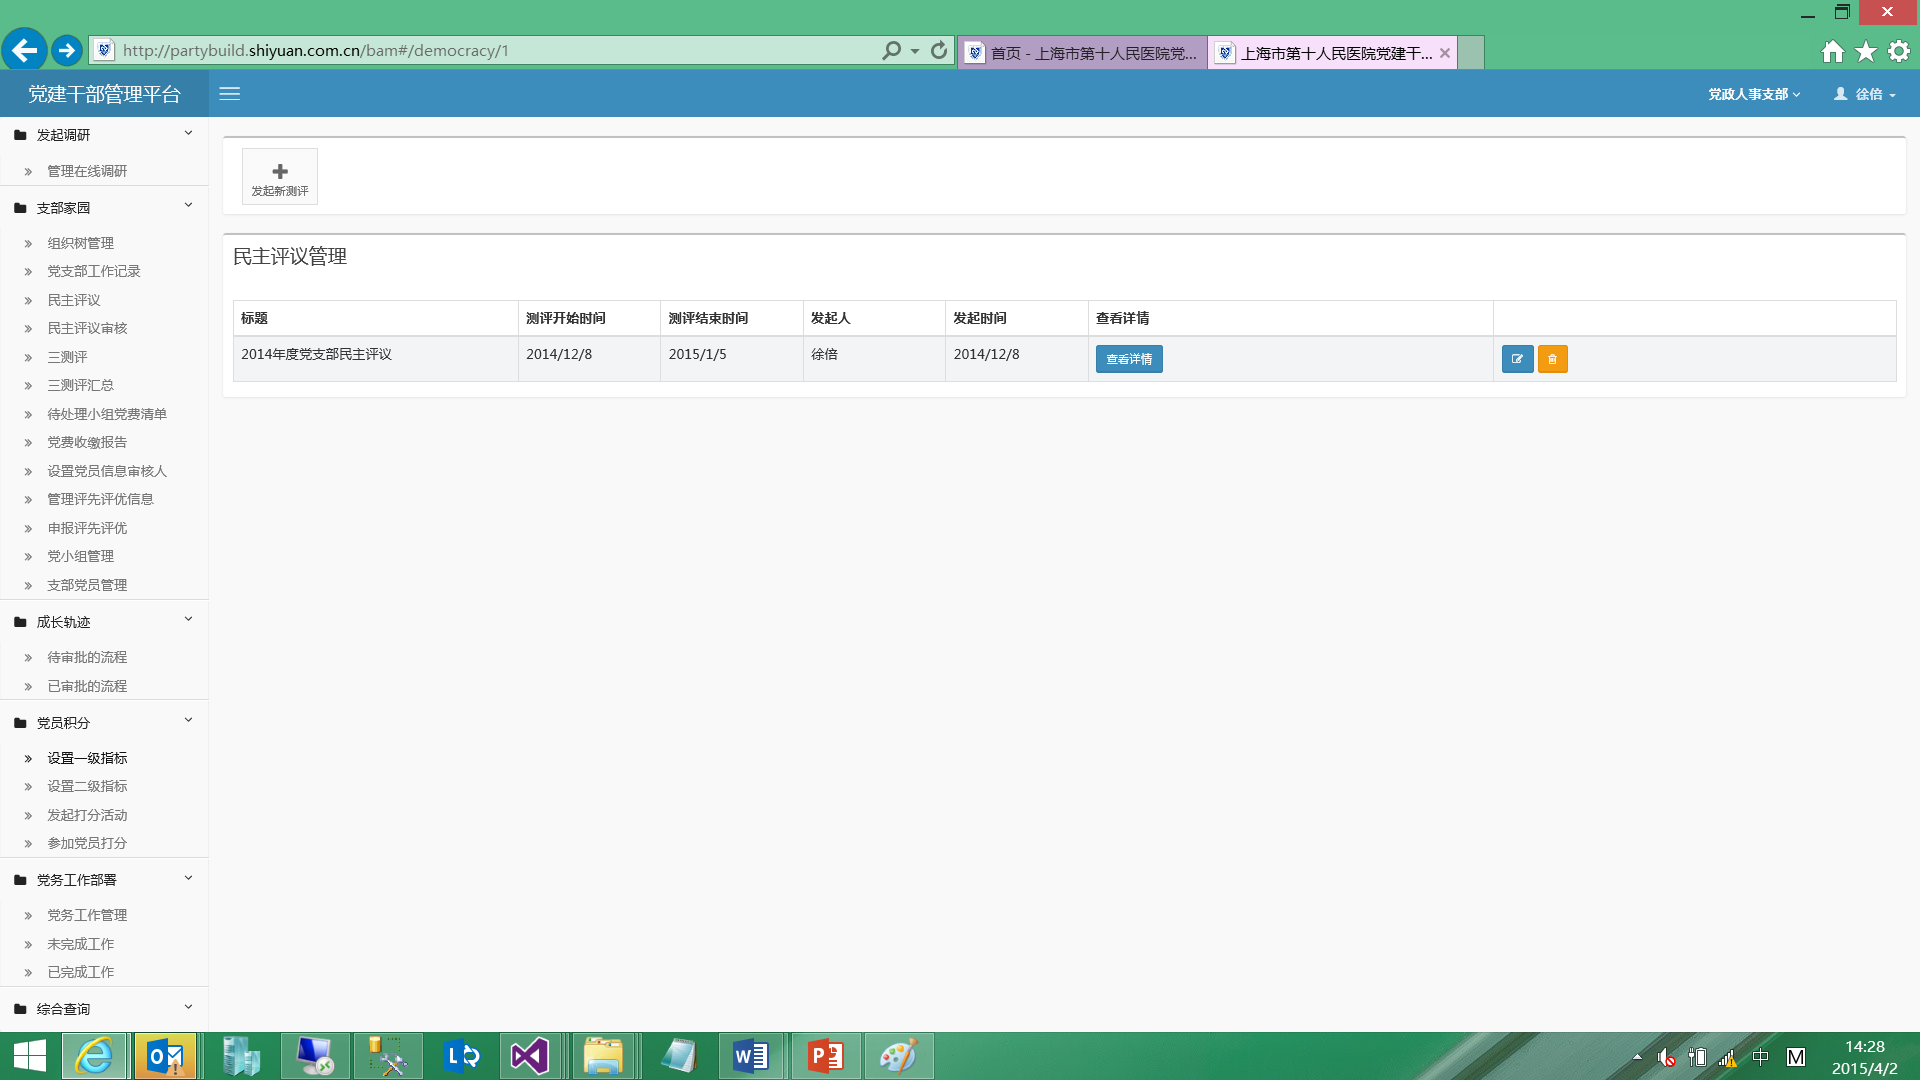 http://partybuild.shiyuan.com.cn/bam#/democracy/1
首页 - 上海市第十人民医院党...
上海市第十人民医院党建干...
党建干部管理平台
党政人事支部
徐倍
发起调研
管理在线调研
支部家园
组织树管理
党支部工作记录
民主评议
民主评议审核
三测评
三测评汇总
待处理小组党费清单
党费收缴报告
设置党员信息审核人
管理评先评优信息
申报评先评优
党小组管理
支部党员管理
成长轨迹
待审批的流程
已审批的流程
党员积分
设置一级指标
设置二级指标
发起打分活动
参加党员打分
党务工作部署
党务工作管理
未完成工作
已完成工作
综合查询
发起新测评
民主评议管理
标题 测评开始时间 测评结束时间 发起人 发起时间 查看详情
2014年度党支部民主评议 2014/12/8 2015/1/5 徐倍 2014/12/8 查看详情
中 M
14:28
2015/4/2